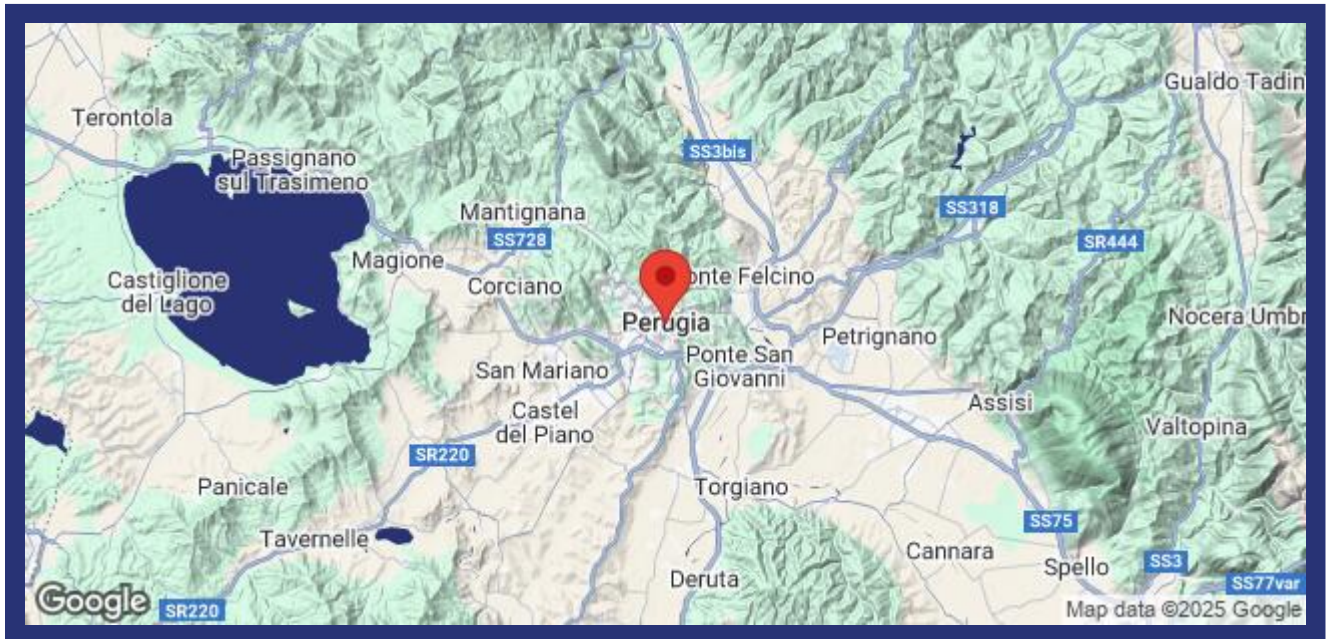 Gualdo Tadin
Terontola
Passignano
sul Trasimeno
SS3bis
SS318
Mantignana
SS728
SR444
Magione
Castiglione
del Lago
Corciano
onte Felcino
Perugia
Nocera Umbr
Petrignano
Ponte San
Giovanni
San Mariano
Assisi
Castel
del Piano
Valtopina
SR220
Panicale
Torgiano
SS75
Tavernelle
Cannara
SS3
Spello
Deruta
SS77var
Google
SR220
Map data ©2025 Google